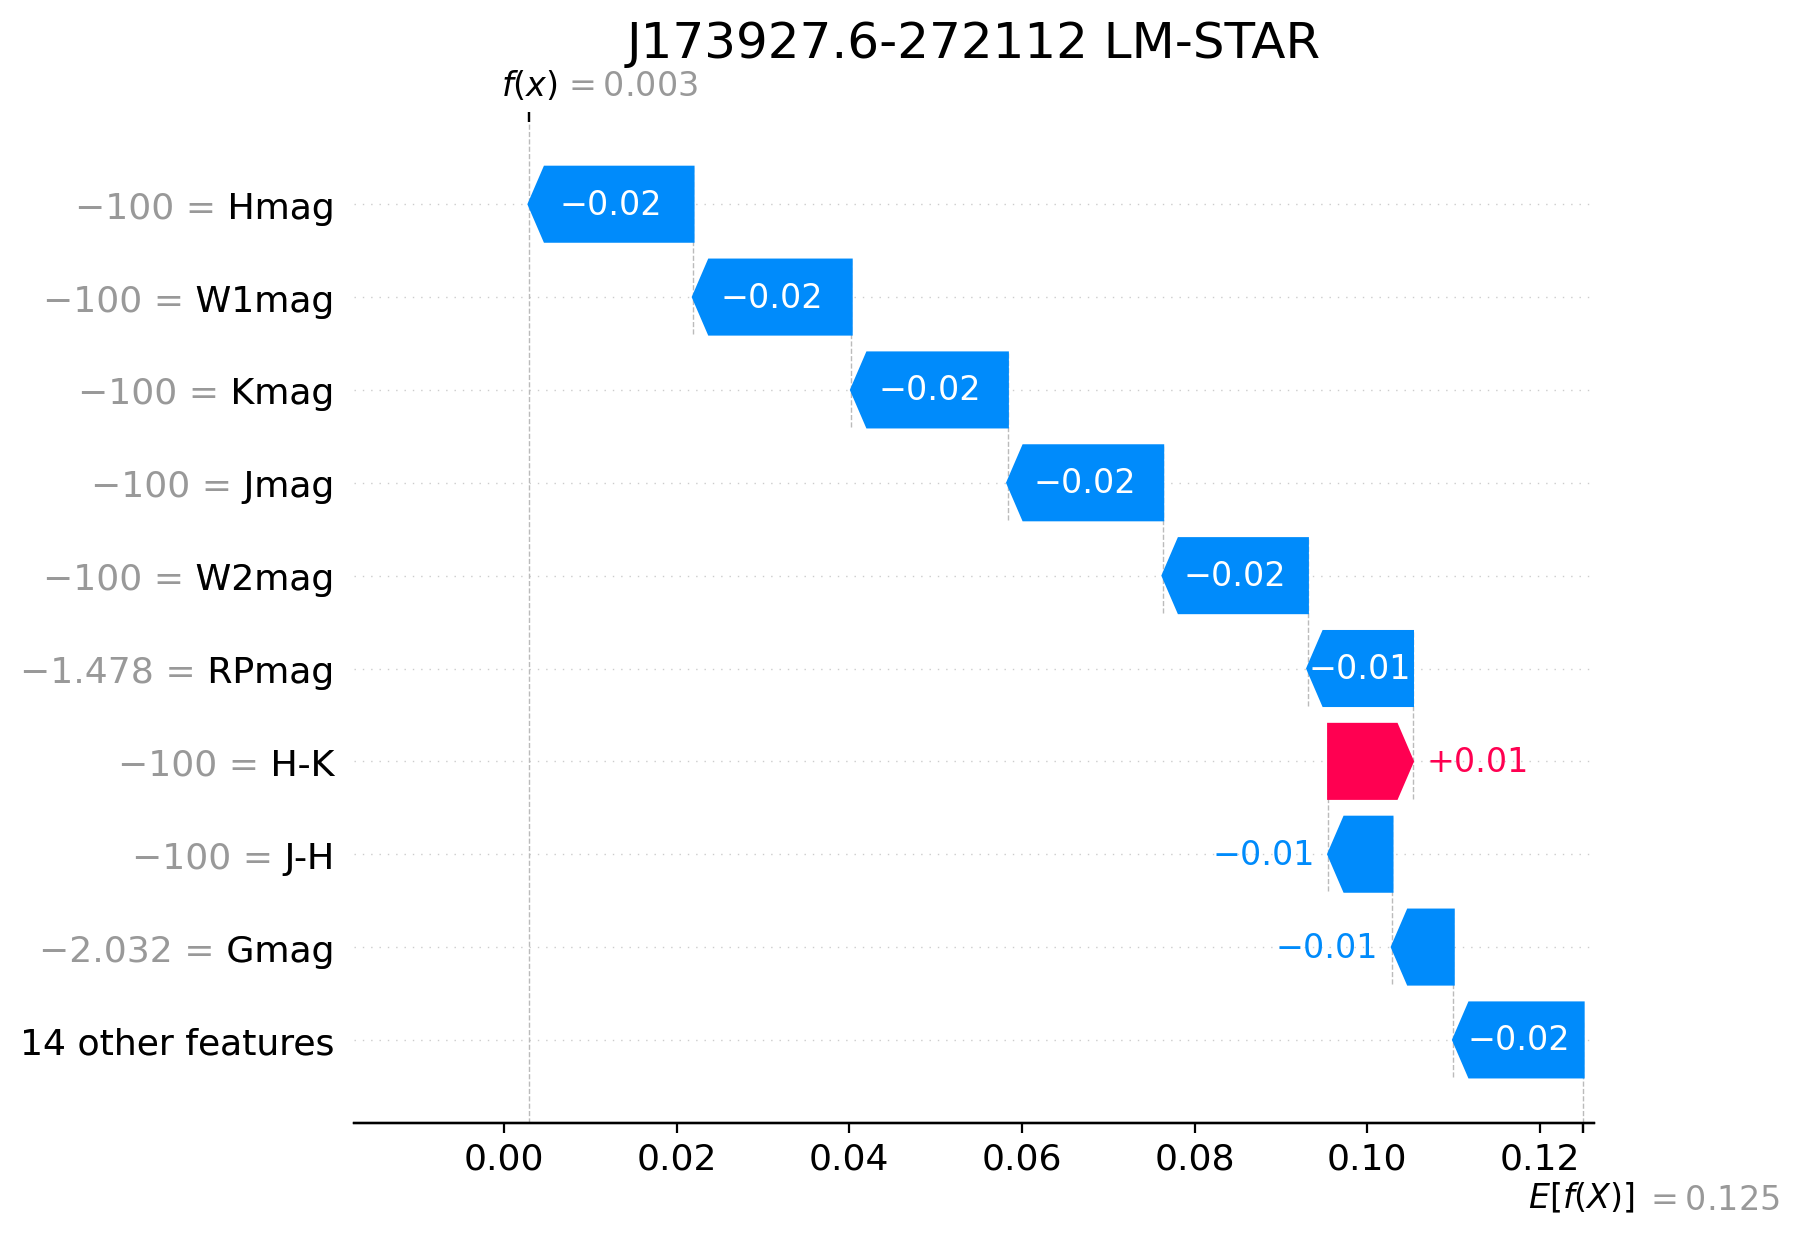 J173927.6-272112 LM-STAR
f(x) = 0.003
−100 = Hmag −0.02
−100 = W1mag −0.02
−100 = Kmag −0.02
−100 = Jmag −0.02
−100 = W2mag −0.02
−1.478 = RPmag −0.01
−100 = H-K +0.01
−100 = J-H −0.01
−2.032 = Gmag −0.01
14 other features −0.02
0.00 0.02 0.04 0.06 0.08 0.10 0.12
E[f(X)] = 0.125